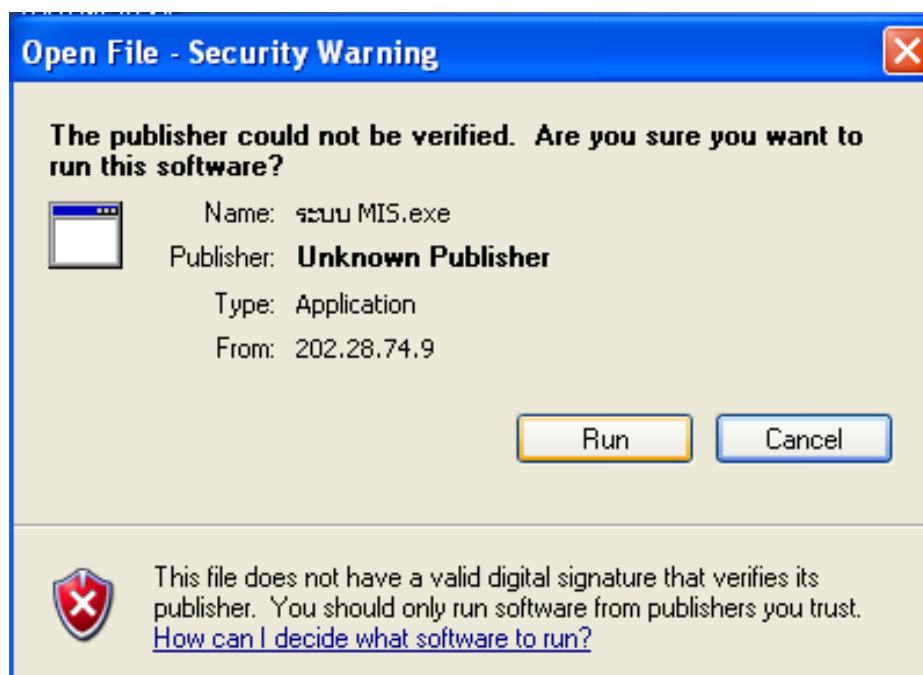 Open File - Security Warning
The publisher could not be verified.  Are you sure you want to
run this software?
Name: ระบบ MIS.exe
Publisher: Unknown Publisher
Type: Application
From: 202.28.74.9
Run Cancel
This file does not have a valid digital signature that verifies its
publisher.  You should only run software from publishers you trust.
How can I decide what software to run?